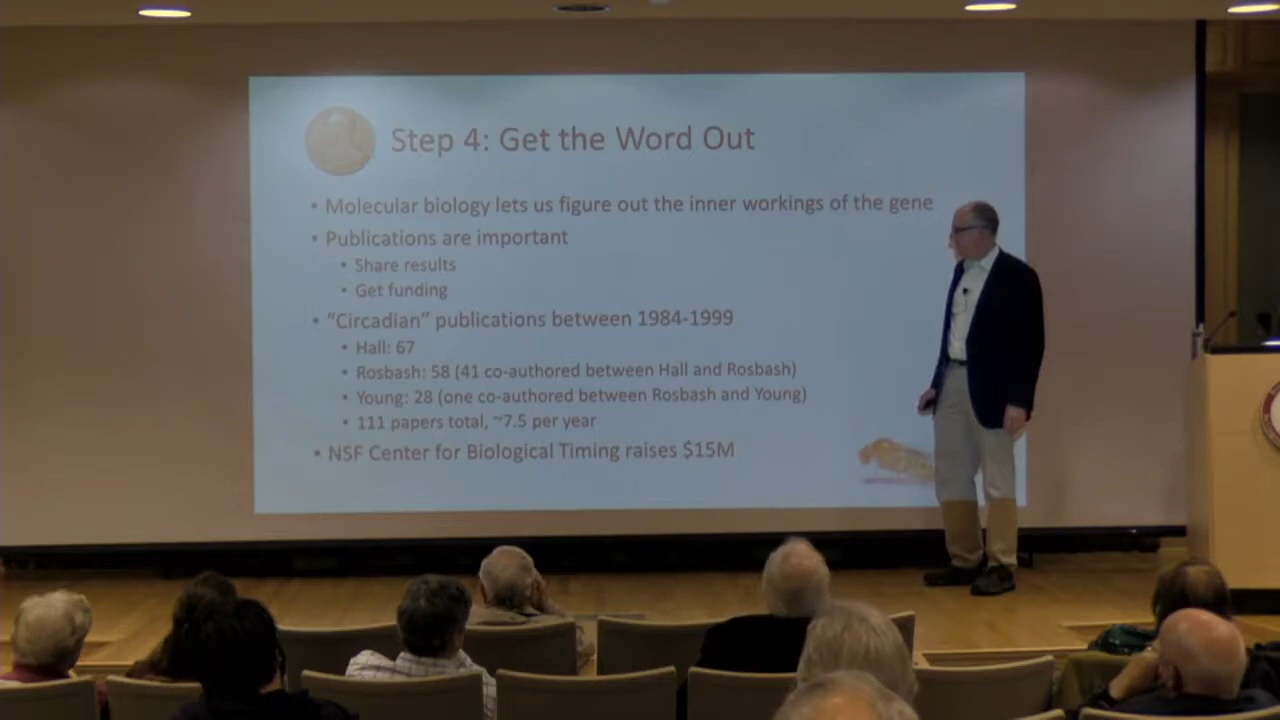 Step 4: Get the Word Out
• Molecular biology lets us figure out the inner workings of the gene
• Publications are important
• Share results
• Get funding
• "Circadian" publications between 1984-1999
• Hall: 67
• Rosbash: 58 (41 co-authored between Hall and Rosbash)
• Young: 28 (one co-authored between Rosbash and Young)
• 111 papers total, ~7.5 per year
• NSF Center for Biological Timing raises $15M